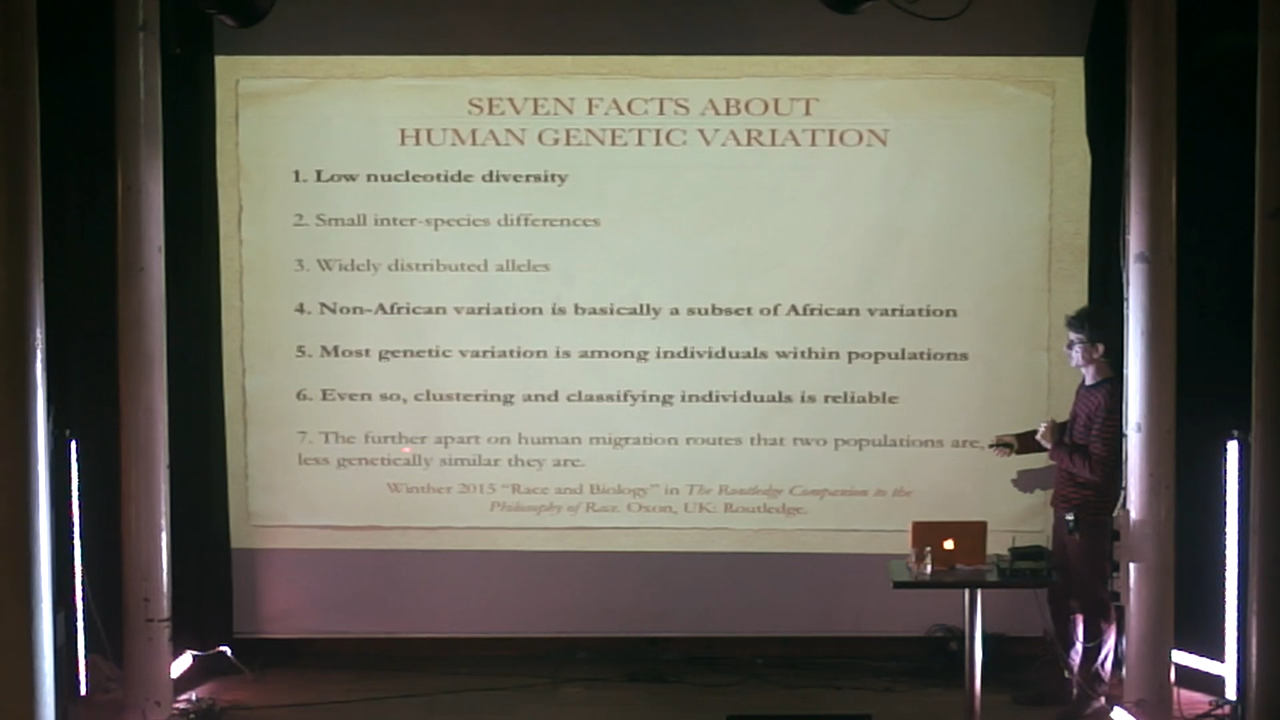 SEVEN FACTS ABOUT
HUMAN GENETIC VARIATION
1. Low nucleotide diversity
2. Small inter-species differences
3. Widely distributed alleles
4. Non-African variation is basically a subset of African variation
5. Most genetic variation is among individuals within populations
6. Even so, clustering and classifying individuals is reliable
7. The further apart on human migration routes that two populations are,
less genetically similar they are.
Winther 2015 “Race and Biology” in The Routledge Companion to the
Philosophy of Race. Oxon, UK: Routledge.